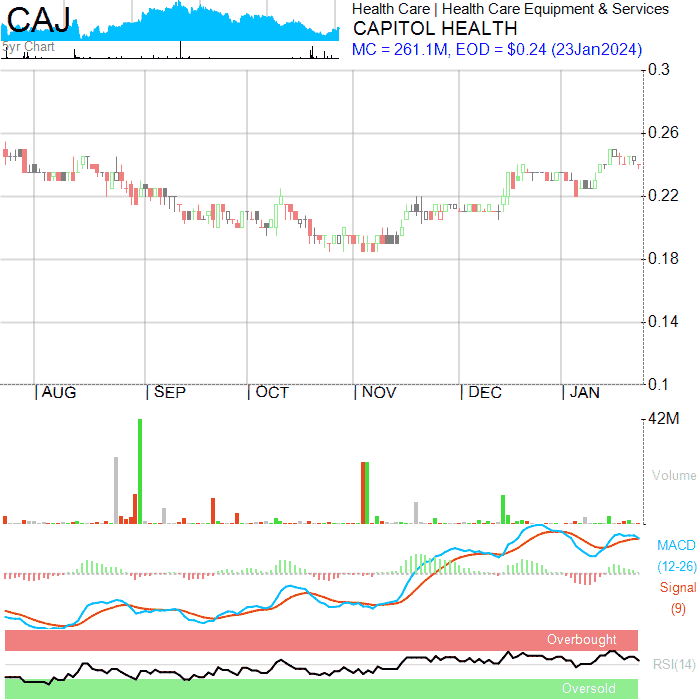 CAJ
5yr Chart
Health Care | Health Care Equipment & Services
CAPITOL HEALTH
MC = 261.1M, EOD = $0.24 (23Jan2024)
0.3
0.26
0.22
0.18
0.14
0.1
AUG
SEP
OCT
NOV
DEC
JAN
42M
Volume
MACD
(12-26)
Signal
(9)
Overbought
RSI(14)
Oversold